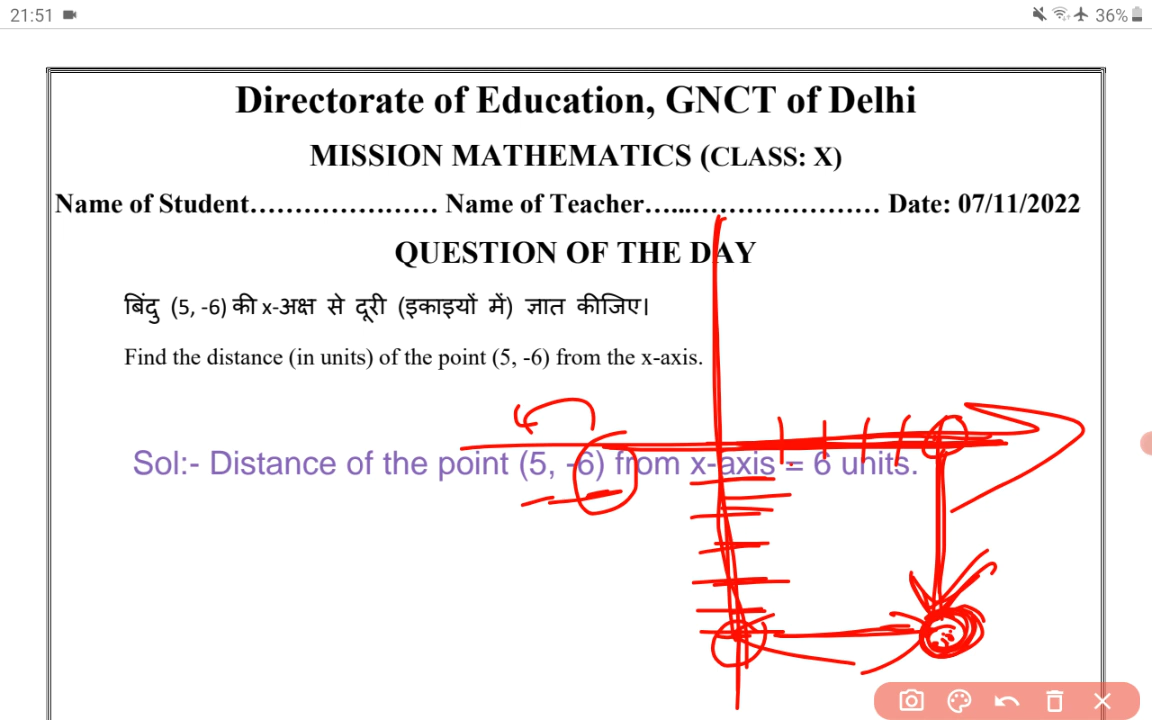 21:51 36%
Directorate of Education, GNCT of Delhi
MISSION MATHEMATICS (CLASS: X)
Name of Student………………… Name of Teacher…...………………… Date: 07/11/2022
QUESTION OF THE DAY
बिंदु (5, -6) की x-अक्ष से दूरी (इकाइयों में) ज्ञात कीजिए।
Find the distance (in units) of the point (5, -6) from the x-axis.
Sol:- Distance of the point (5, -6) from x-axis = 6 units.